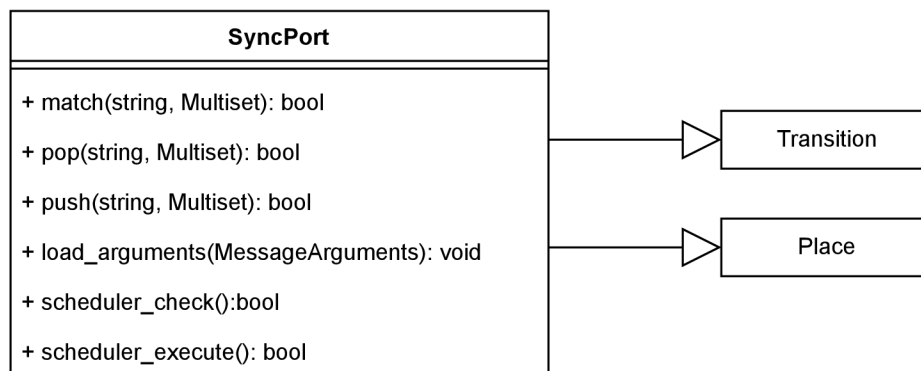 SyncPort
+ match(string, Multiset): bool
+ pop(string, Multiset): bool
+ push(string, Multiset): bool
+ load_arguments(MessageArguments): void
+ scheduler_check():bool
+ scheduler_execute(): bool
Transition
Place